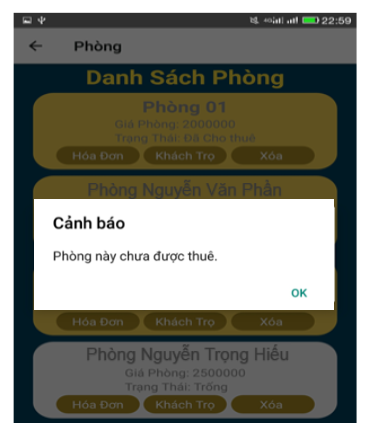 22:59
Phòng
Danh Sách Phòng
Phòng 01
Giá Phòng: 2000000
Trạng Thái: Đã Cho thuê
Hóa Đơn Khách Trọ Xóa
Phòng Nguyễn Văn Phần
Cảnh báo
Phòng này chưa được thuê.
OK
Hóa Đơn Khách Trọ Xóa
Phòng Nguyễn Trọng Hiếu
Giá Phòng: 2500000
Trạng Thái: Trống
Hóa Đơn Khách Trọ Xóa